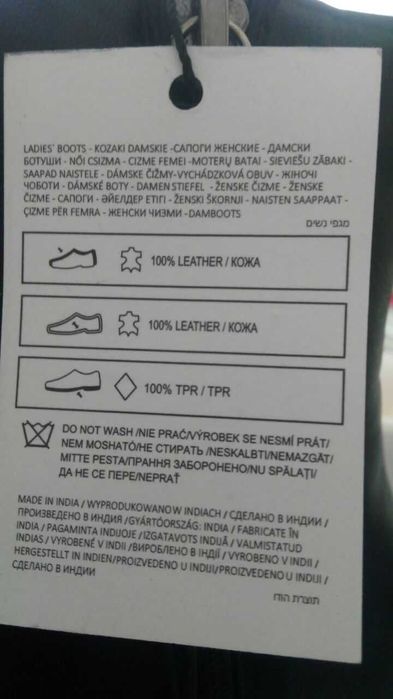 LADIES' BOOTS - KOZAKI DAMSKIE -САПОГИ ЖЕНСКИЕ - ДАМСКИ
БОТУШИ - NŐI CSIZMA - CIZME FEMEI -MOTERŲ BATAI - SIEVIEŠU ZĀBAKI -
SAAPAD NAISTELE - DÁMSKE ČIŽMY-VYCHÁDZKOVÁ OBUV - ЖІНОЧІ
ЧОБОТИ - DÁMSKÉ BOTY - DAMEN STIEFEL - ŽENSKE ČIZME - ŽENSKE
ČIZME - САПОГИ - ӘЙЕЛДЕР ЕТІГІ - ŽENSKI ŠKORNJI - NAISTEN SAAPPAAT -
ÇIZME PËR FEMRA - ЖЕНСКИ ЧИЗМИ -DAMBOOTS
מגפי נשים
100% LEATHER / КОЖА
100% LEATHER / КОЖА
100% TPR / TPR
DO NOT WASH /NIE PRAĆ/VÝROBEK SE NESMÍ PRÁT/
NEM MOSHATÓ/НЕ СТИРАТЬ /NESKALBTI/NEMAZGĀT/
MITTE PESTA/ПРАННЯ ЗАБОРОНЕНО/NU SPĂLAȚI/
ДА НЕ СЕ ПЕРЕ/NEPRAŤ
MADE IN INDIA / WYPRODUKOWANO W INDIACH / СДЕЛАНО В ИНДИИ /
ПРОИЗВЕДЕНО В ИНДИЯ /GYÁRTÓORSZÁG: INDIA / FABRICATE ÎN
INDIA / PAGAMINTA INDIJOJE / IZGATAVOTS INDIJĀ / VALMISTATUD
INDIAS / VYROBENÉ V INDII /ВИРОБЛЕНО В ІНДІЇ / VYROBENO V INDII /
HERGESTELLT IN INDIEN/PROIZVEDENO U INDIJI/PROIZVEDENO U INDIJI /
СДЕЛАНО В ИНДИИ
תוצרת הודו